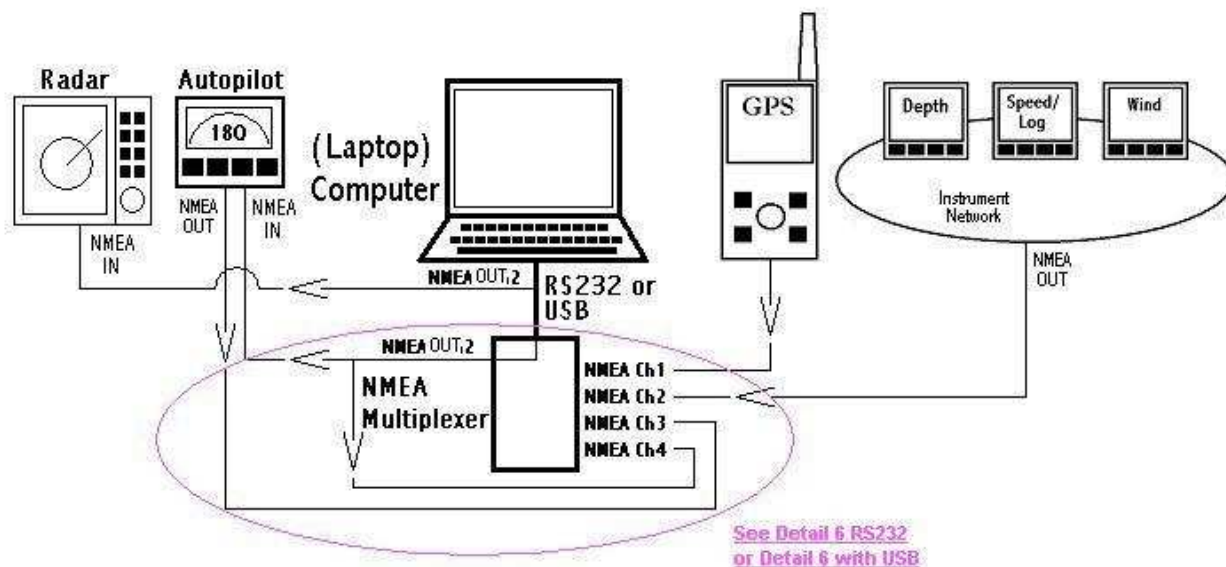 Radar
Autopilot
180
(Laptop)
Computer
GPS
Depth
Speed/
Log
Wind
Instrument
Network
NMEA
OUT
NMEA
IN
NMEA
IN
NMEA
OUT
NMEA OUT,2
RS232 or
USB
NMEA OUT,2
NMEA
Multiplexer
NMEA Ch1
NMEA Ch2
NMEA Ch3
NMEA Ch4
See Detail 6 RS232
or Detail 6 with USB